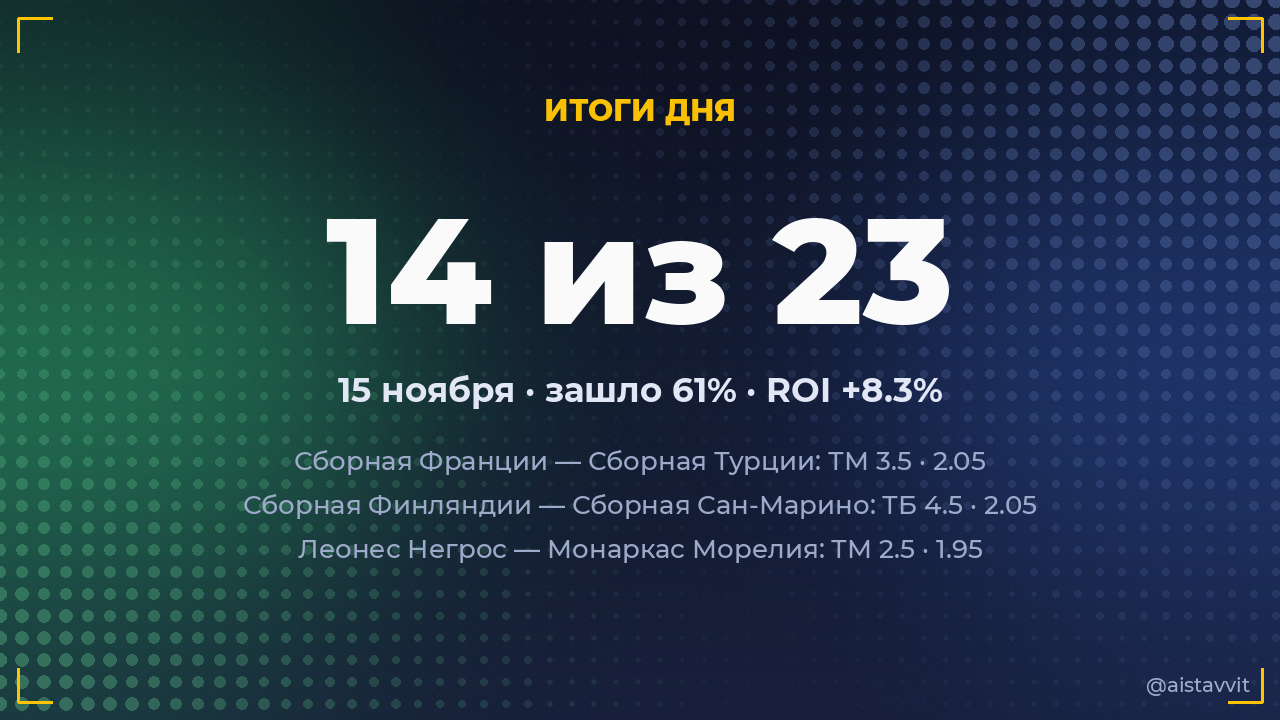 ИТОГИ ДНЯ
14 из 23
15 ноября · зашло 61% · ROI +8.3%
Сборная Франции — Сборная Турции: ТМ 3.5 · 2.05
Сборная Финляндии — Сборная Сан-Марино: ТБ 4.5 · 2.05
Леонес Негрос — Монаркас Морелия: ТМ 2.5 · 1.95
@aistavvit